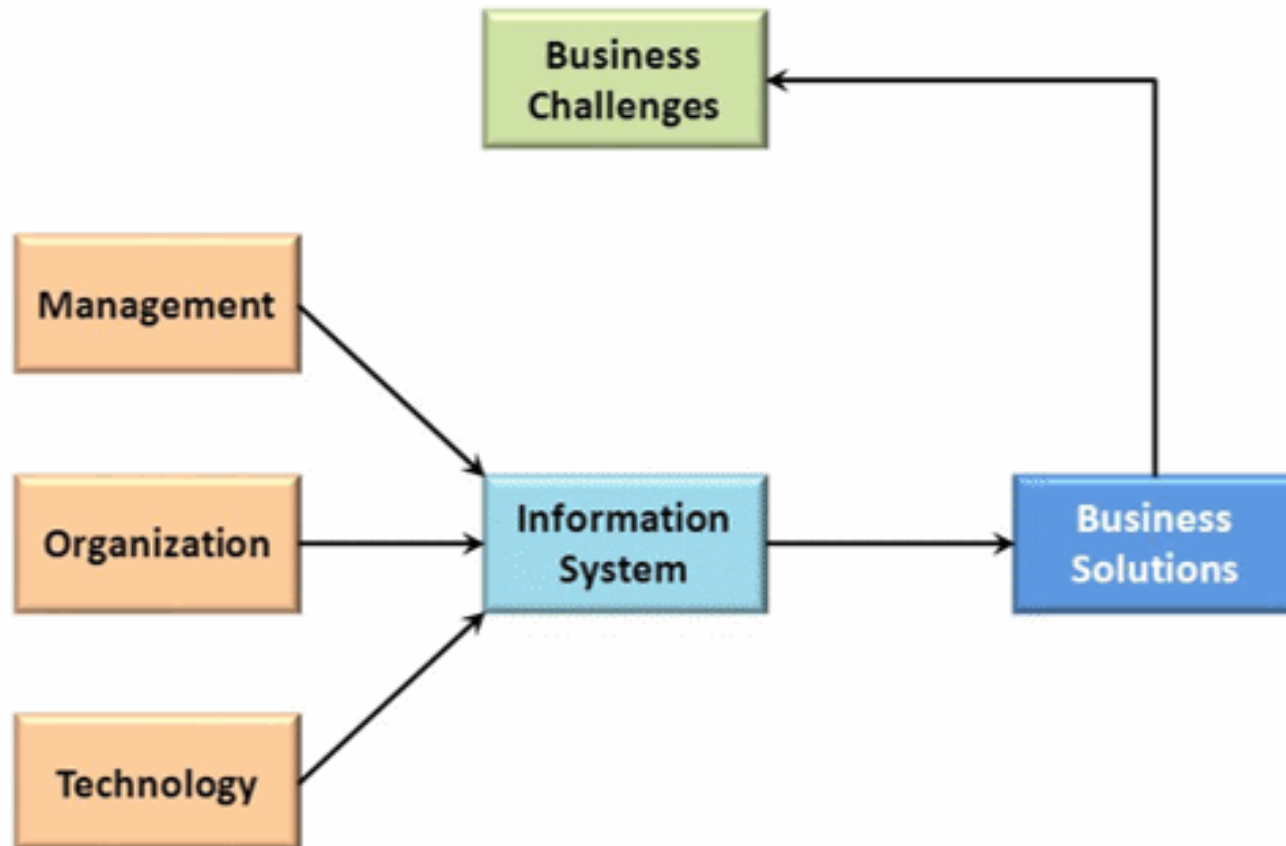 Business
Challenges
Management
Organization
Information
System
Business
Solutions
Technology